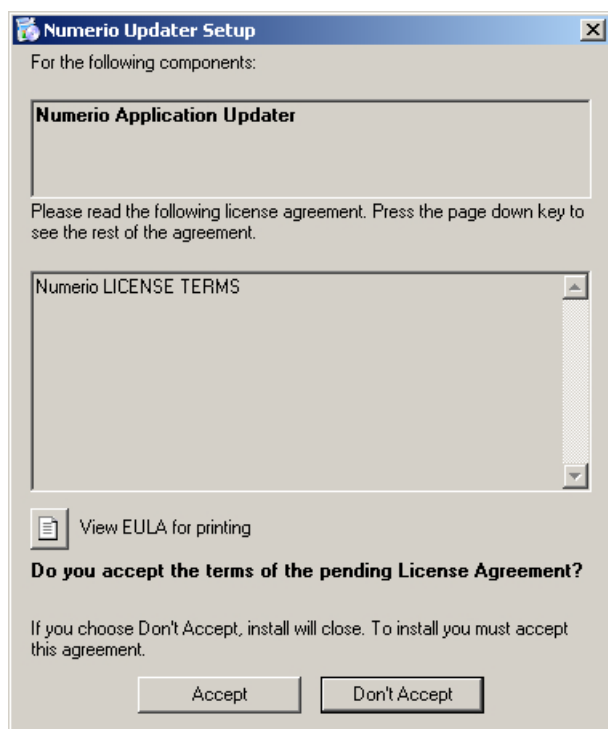 Numerio Updater Setup
For the following components:
Numerio Application Updater
Please read the following license agreement. Press the page down key to
see the rest of the agreement.
Numerio LICENSE TERMS
View EULA for printing
Do you accept the terms of the pending License Agreement?
If you choose Don't Accept, install will close. To install you must accept
this agreement.
Accept
Don't Accept